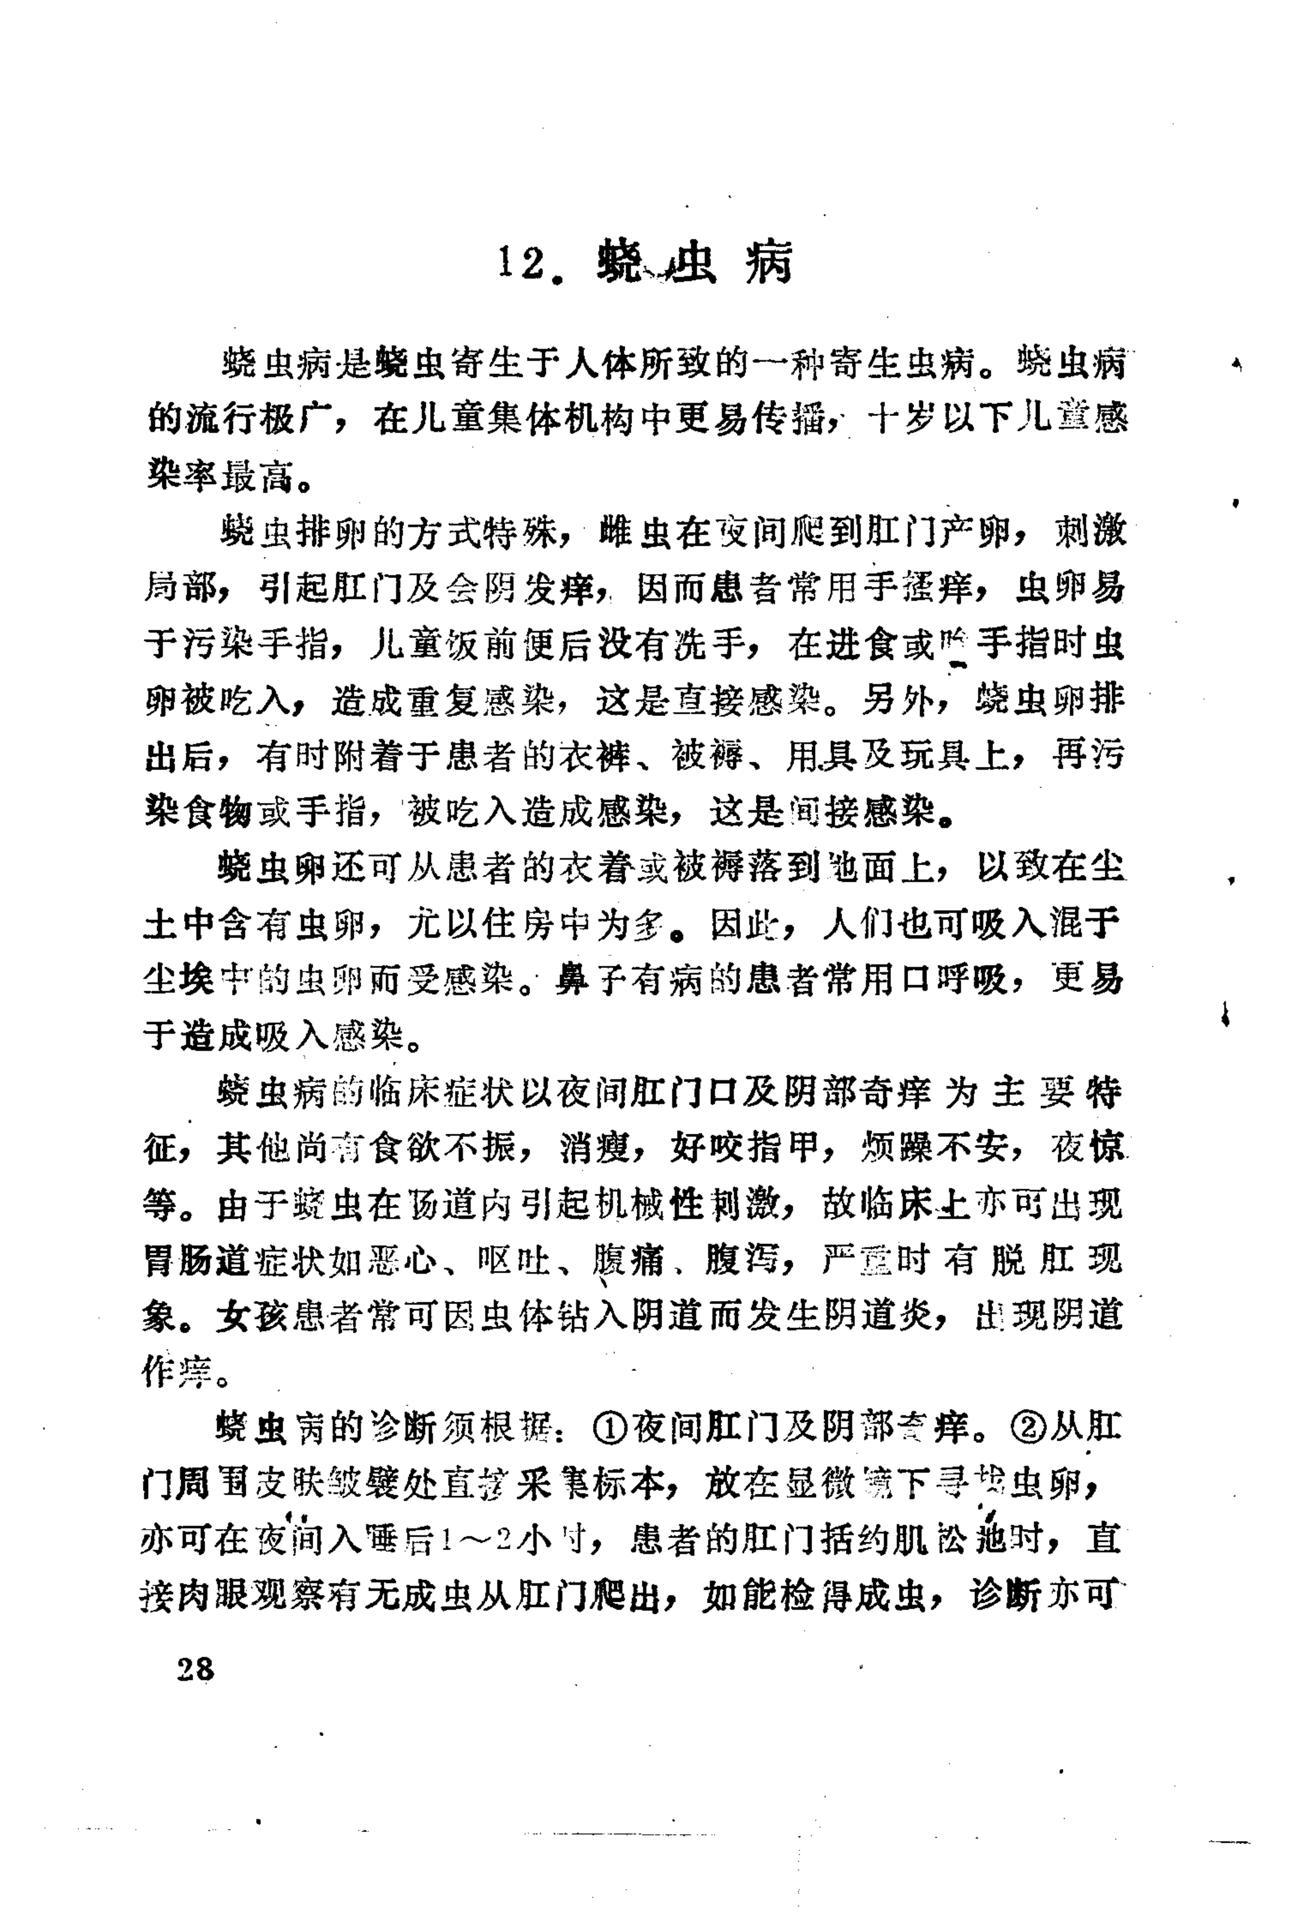 12. 蛲虫病
蛲虫病是蛲虫寄生于人体所致的一种寄生虫病。蛲虫病
的流行极广，在儿童集体机构中更易传播，十岁以下儿童感
染率最高。
蛲虫排卵的方式特殊，雌虫在夜间爬到肛门产卵，刺激
局部，引起肛门及会阴发痒，因而患者常用手搔痒，虫卵易
于污染手指，儿童饭前便后没有洗手，在进食或手指时虫
卵被吃入，造成重复感染，这是直接感染。另外，蛲虫卵排
出后，有时附着于患者的衣裤、被褥、用具及玩具上，再污
染食物或手指，被吃入造成感染，这是间接感染。
蛲虫卵还可从患者的衣着或被褥落到地面上，以致在尘
土中含有虫卵，尤以住房中为多。因此，人们也可吸入混于
尘埃中的虫卵而受感染。鼻子有病的患者常用口呼吸，更易
于造成吸入感染。
蛲虫病的临床症状以夜间肛门口及阴部奇痒为主要特
征，其他尚有食欲不振，消瘦，好咬指甲，烦躁不安，夜惊
等。由于蛲虫在肠道内引起机械性刺激，故临床上亦可出现
胃肠道症状如恶心、呕吐、腹痛、腹泻，严重时有脱肛现
象。女孩患者常可因虫体钻入阴道而发生阴道炎，出现阴道
作痒。
蛲虫病的诊断须根据：①夜间肛门及阴部奇痒。②从肛
门周围皮肤皱襞处直接采集标本，放在显微镜下寻找虫卵，
亦可在夜间入睡后1～2小时，患者的肛门括约肌松弛时，直
接肉眼观察有无成虫从肛门爬出，如能检得成虫，诊断亦可
28